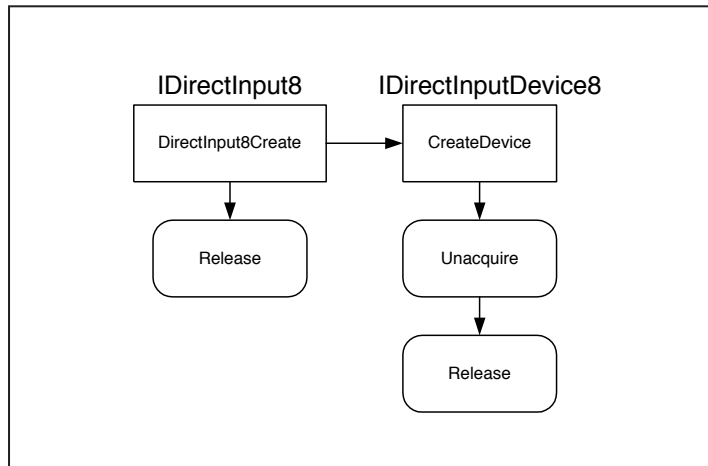 IDirectInput8
IDirectInputDevice8
DirectInput8Create
CreateDevice
Release
Unacquire
Release